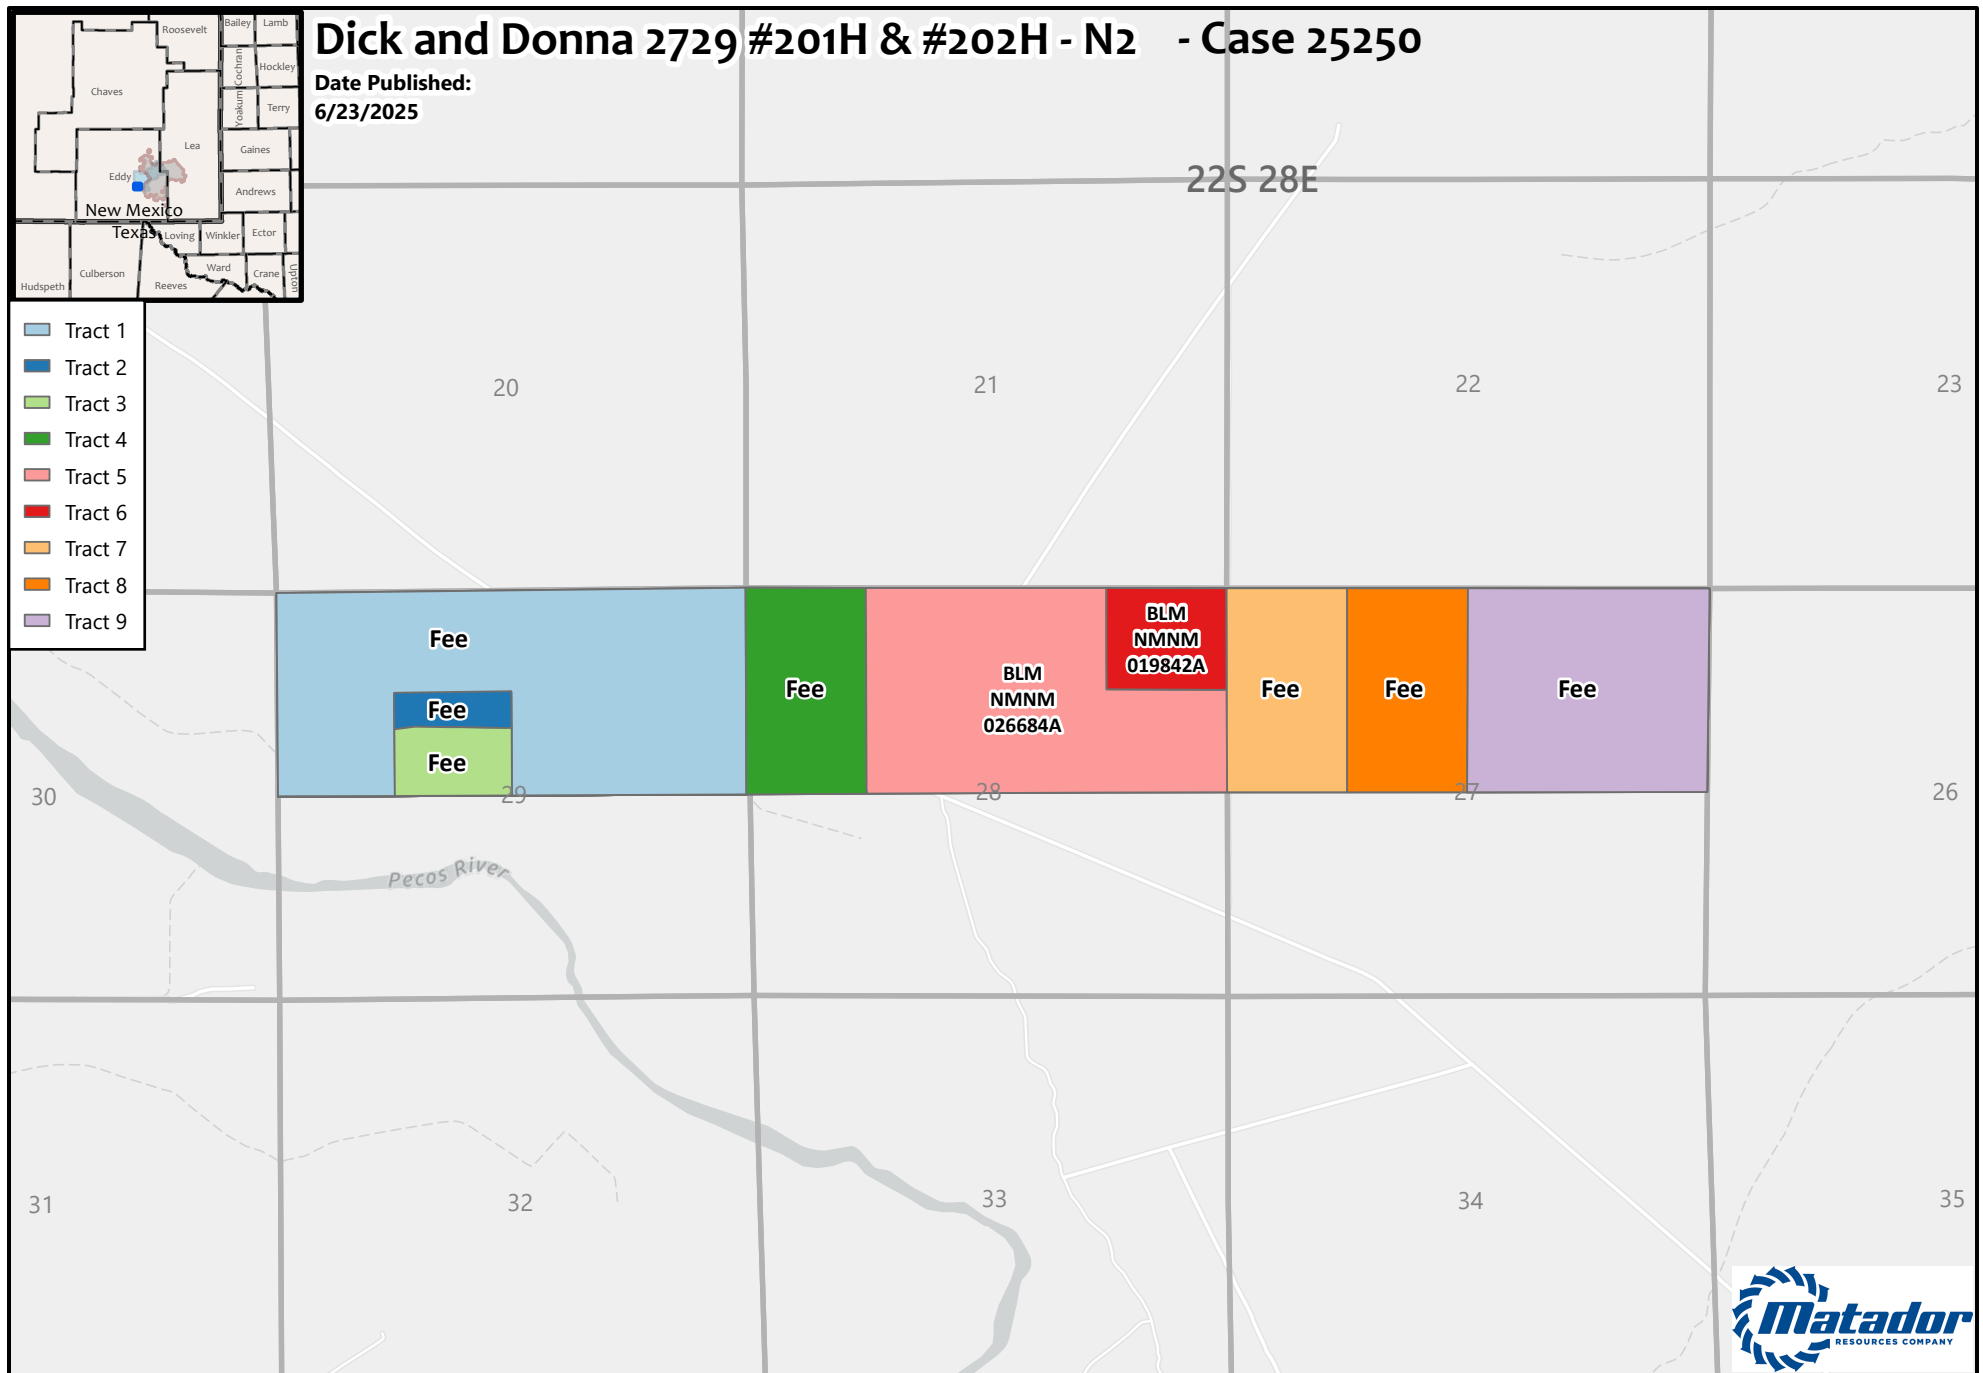 Dick and Donna 2729 #201H & #202H - N2 - Case 25250
Date Published:
6/23/2025
Roosevelt
Bailey
Lamb
Cochran
Hockley
Chaves
Yoakum
Terry
Lea
Gaines
Eddy
Andrews
New Mexico
Texas
Loving
Winkler
Ector
Culberson
Ward
Crane
Upton
Hudspeth
Reeves
22S 28E
Tract 1
Tract 2
Tract 3
Tract 4
Tract 5
Tract 6
Tract 7
Tract 8
Tract 9
20
21
22
23
Fee
Fee
Fee
Fee
BLM
NMNM
026684A
BLM
NMNM
019842A
Fee
Fee
Fee
30
29
28
27
26
Pecos River
31
32
33
34
35
Matador
RESOURCES COMPANY